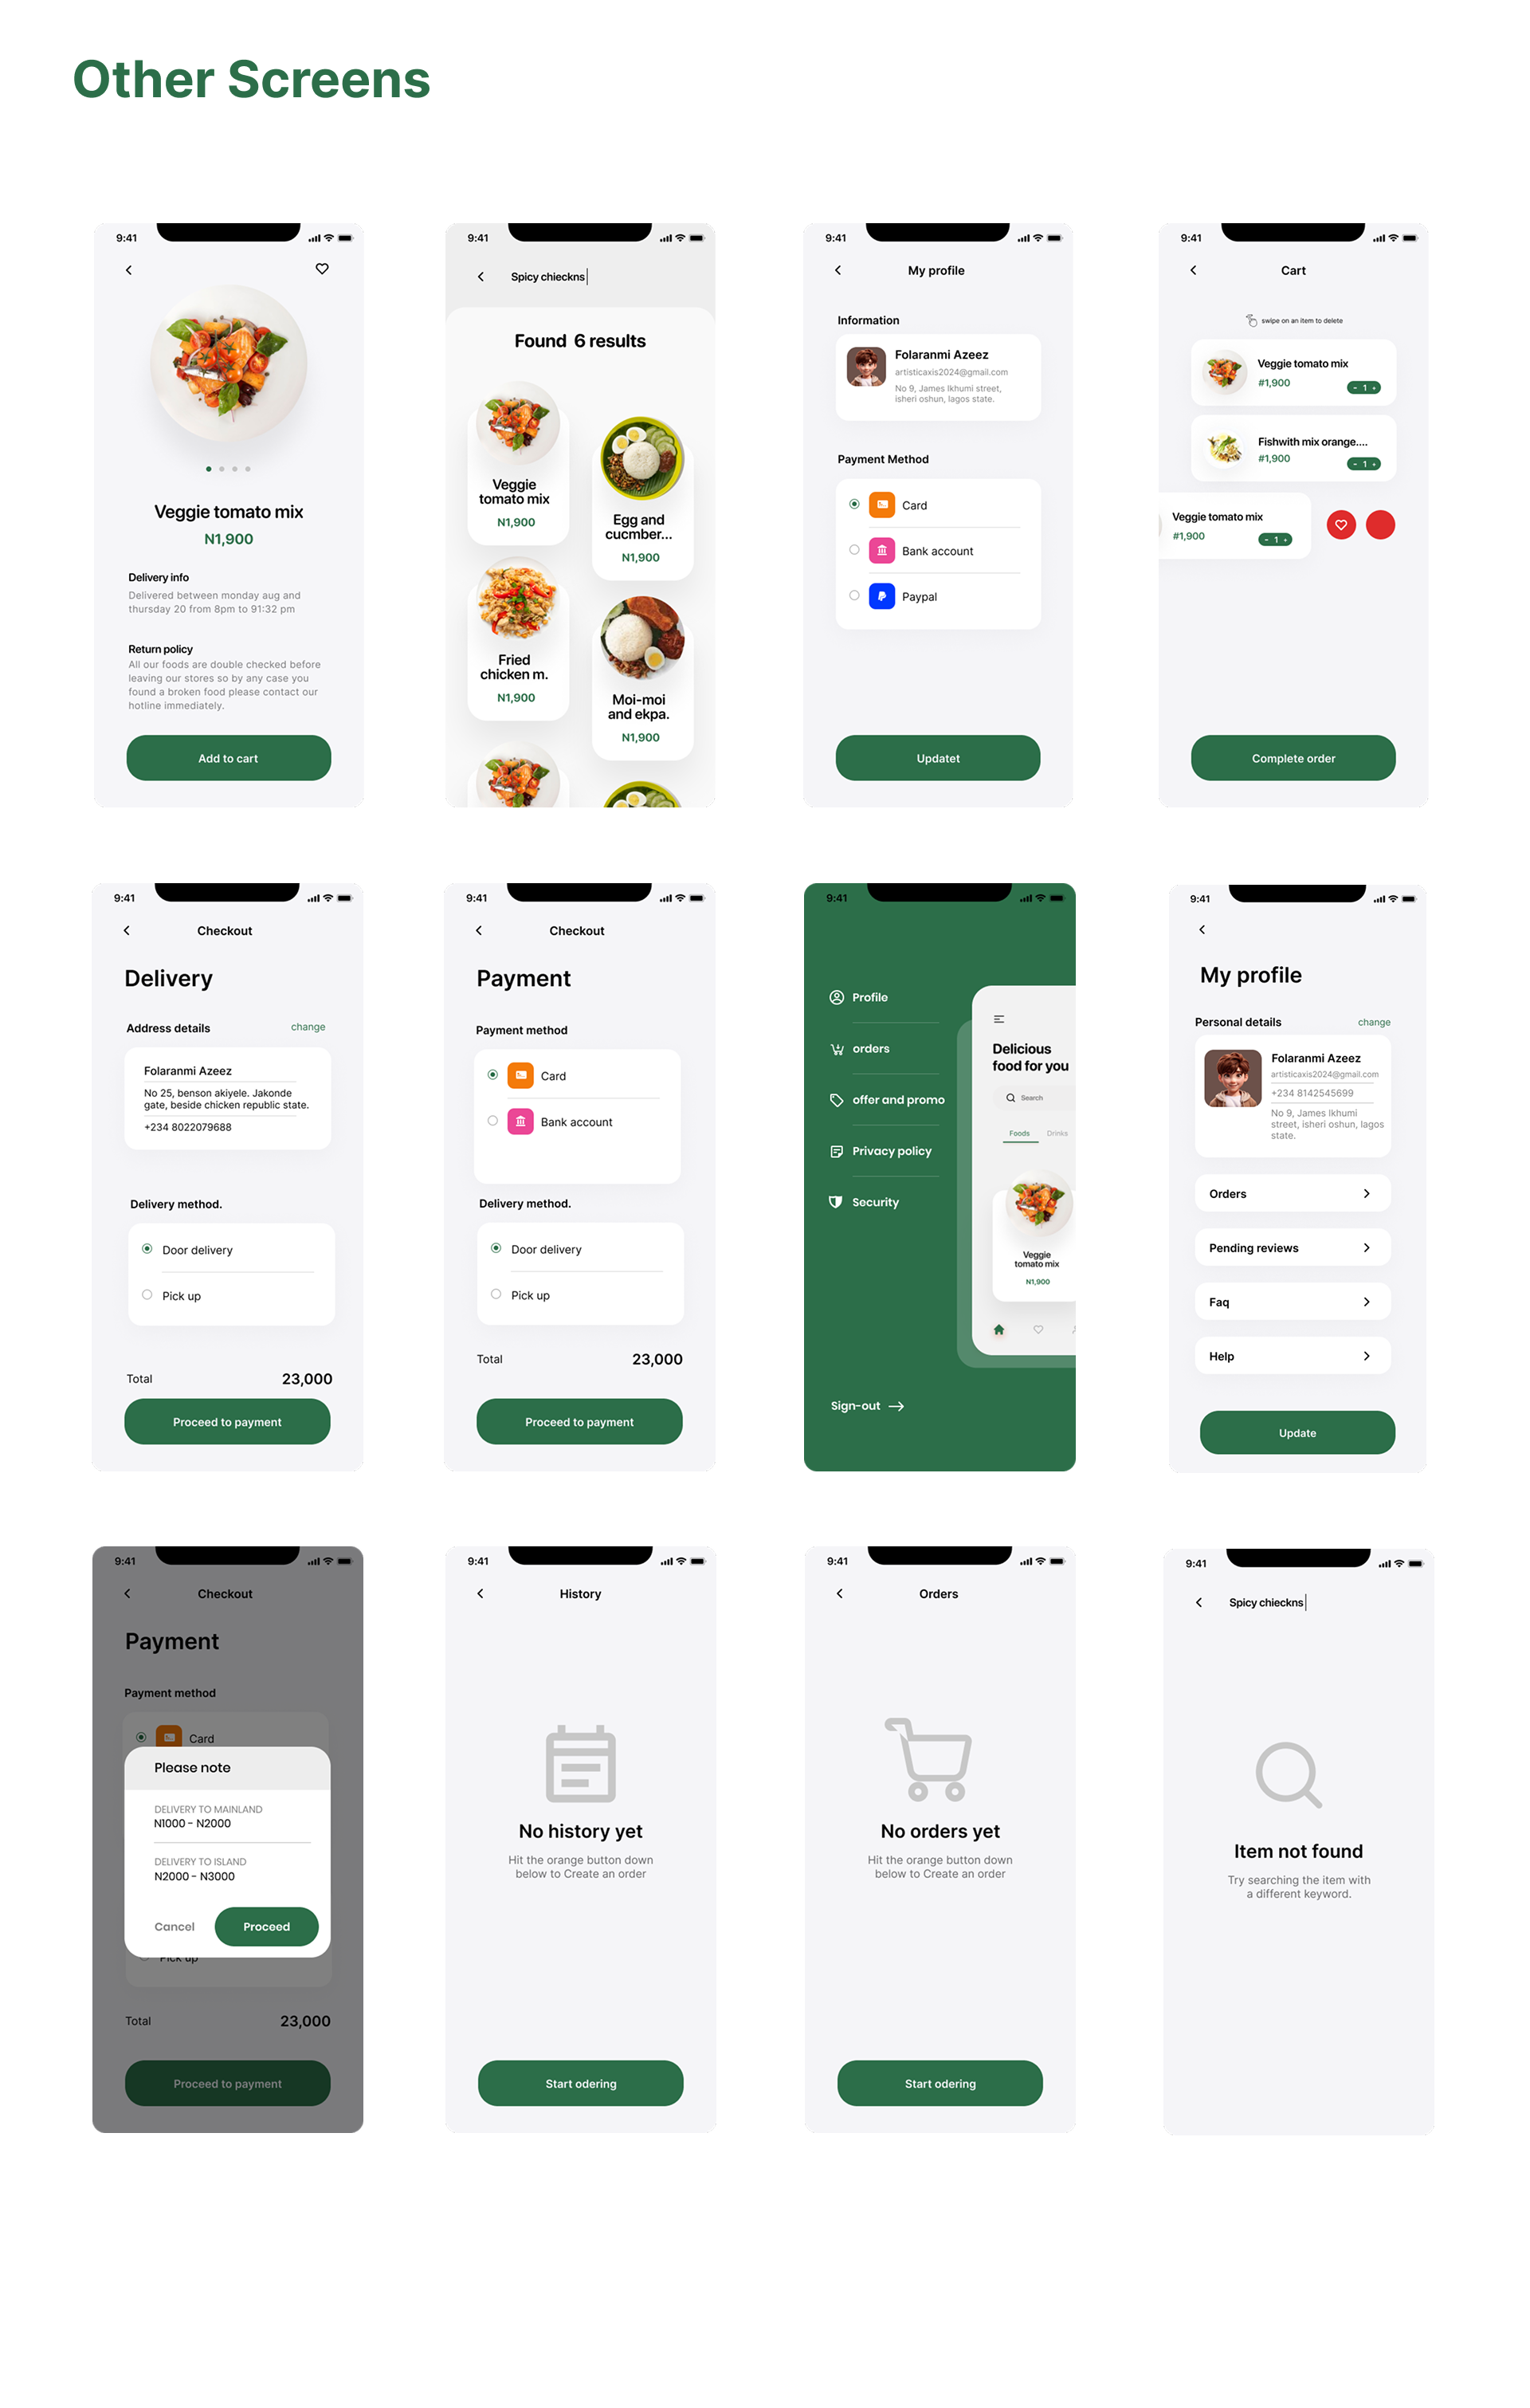 Other Screens
9:41
Veggie tomato mix
N1,900
Delivery info
Delivered between monday aug and
thursday 20 from 8pm to 91:32 pm
Return policy
All our foods are double checked before
leaving our stores so by any case you
found a broken food please contact our
hotline immediately.
Add to cart
9:41
Spicy chieckns
Found 6 results
Veggie
tomato mix
N1,900
Egg and
cucmber...
N1,900
Fried
chicken m.
N1,900
Moi-moi
and ekpa.
N1,900
9:41
My profile
Information
Folaranmi Azeez
artisticaxis2024@gmail.com
No 9, James Ikhumi street,
isheri oshun, lagos state.
Payment Method
Card
Bank account
Paypal
Updatet
9:41
Cart
swipe on an item to delete
Veggie tomato mix
#1,900
- 1 +
Fishwith mix orange....
#1,900
- 1 +
Veggie tomato mix
#1,900
- 1 +
Complete order
9:41
Checkout
Delivery
Address details change
Folaranmi Azeez
No 25, benson akiyele. Jakonde
gate, beside chicken republic state.
+234 8022079688
Delivery method.
Door delivery
Pick up
Total 23,000
Proceed to payment
9:41
Checkout
Payment
Payment method
Card
Bank account
Delivery method.
Door delivery
Pick up
Total 23,000
Proceed to payment
9:41
Profile
orders
offer and promo
Privacy policy
Security
Sign-out
Delicious
food for you
Search
Foods Drinks
Veggie
tomato mix
N1,900
9:41
My profile
Personal details change
Folaranmi Azeez
artisticaxis2024@gmail.com
+234 8142545699
No 9, James Ikhumi
street, isheri oshun, lagos
state.
Orders
Pending reviews
Faq
Help
Update
9:41
Checkout
Payment
Payment method
Card
Please note
DELIVERY TO MAINLAND
N1000 - N2000
DELIVERY TO ISLAND
N2000 - N3000
Cancel Proceed
Pick up
Total 23,000
Proceed to payment
9:41
History
No history yet
Hit the orange button down
below to Create an order
Start odering
9:41
Orders
No orders yet
Hit the orange button down
below to Create an order
Start odering
9:41
Spicy chieckns
Item not found
Try searching the item with
a different keyword.